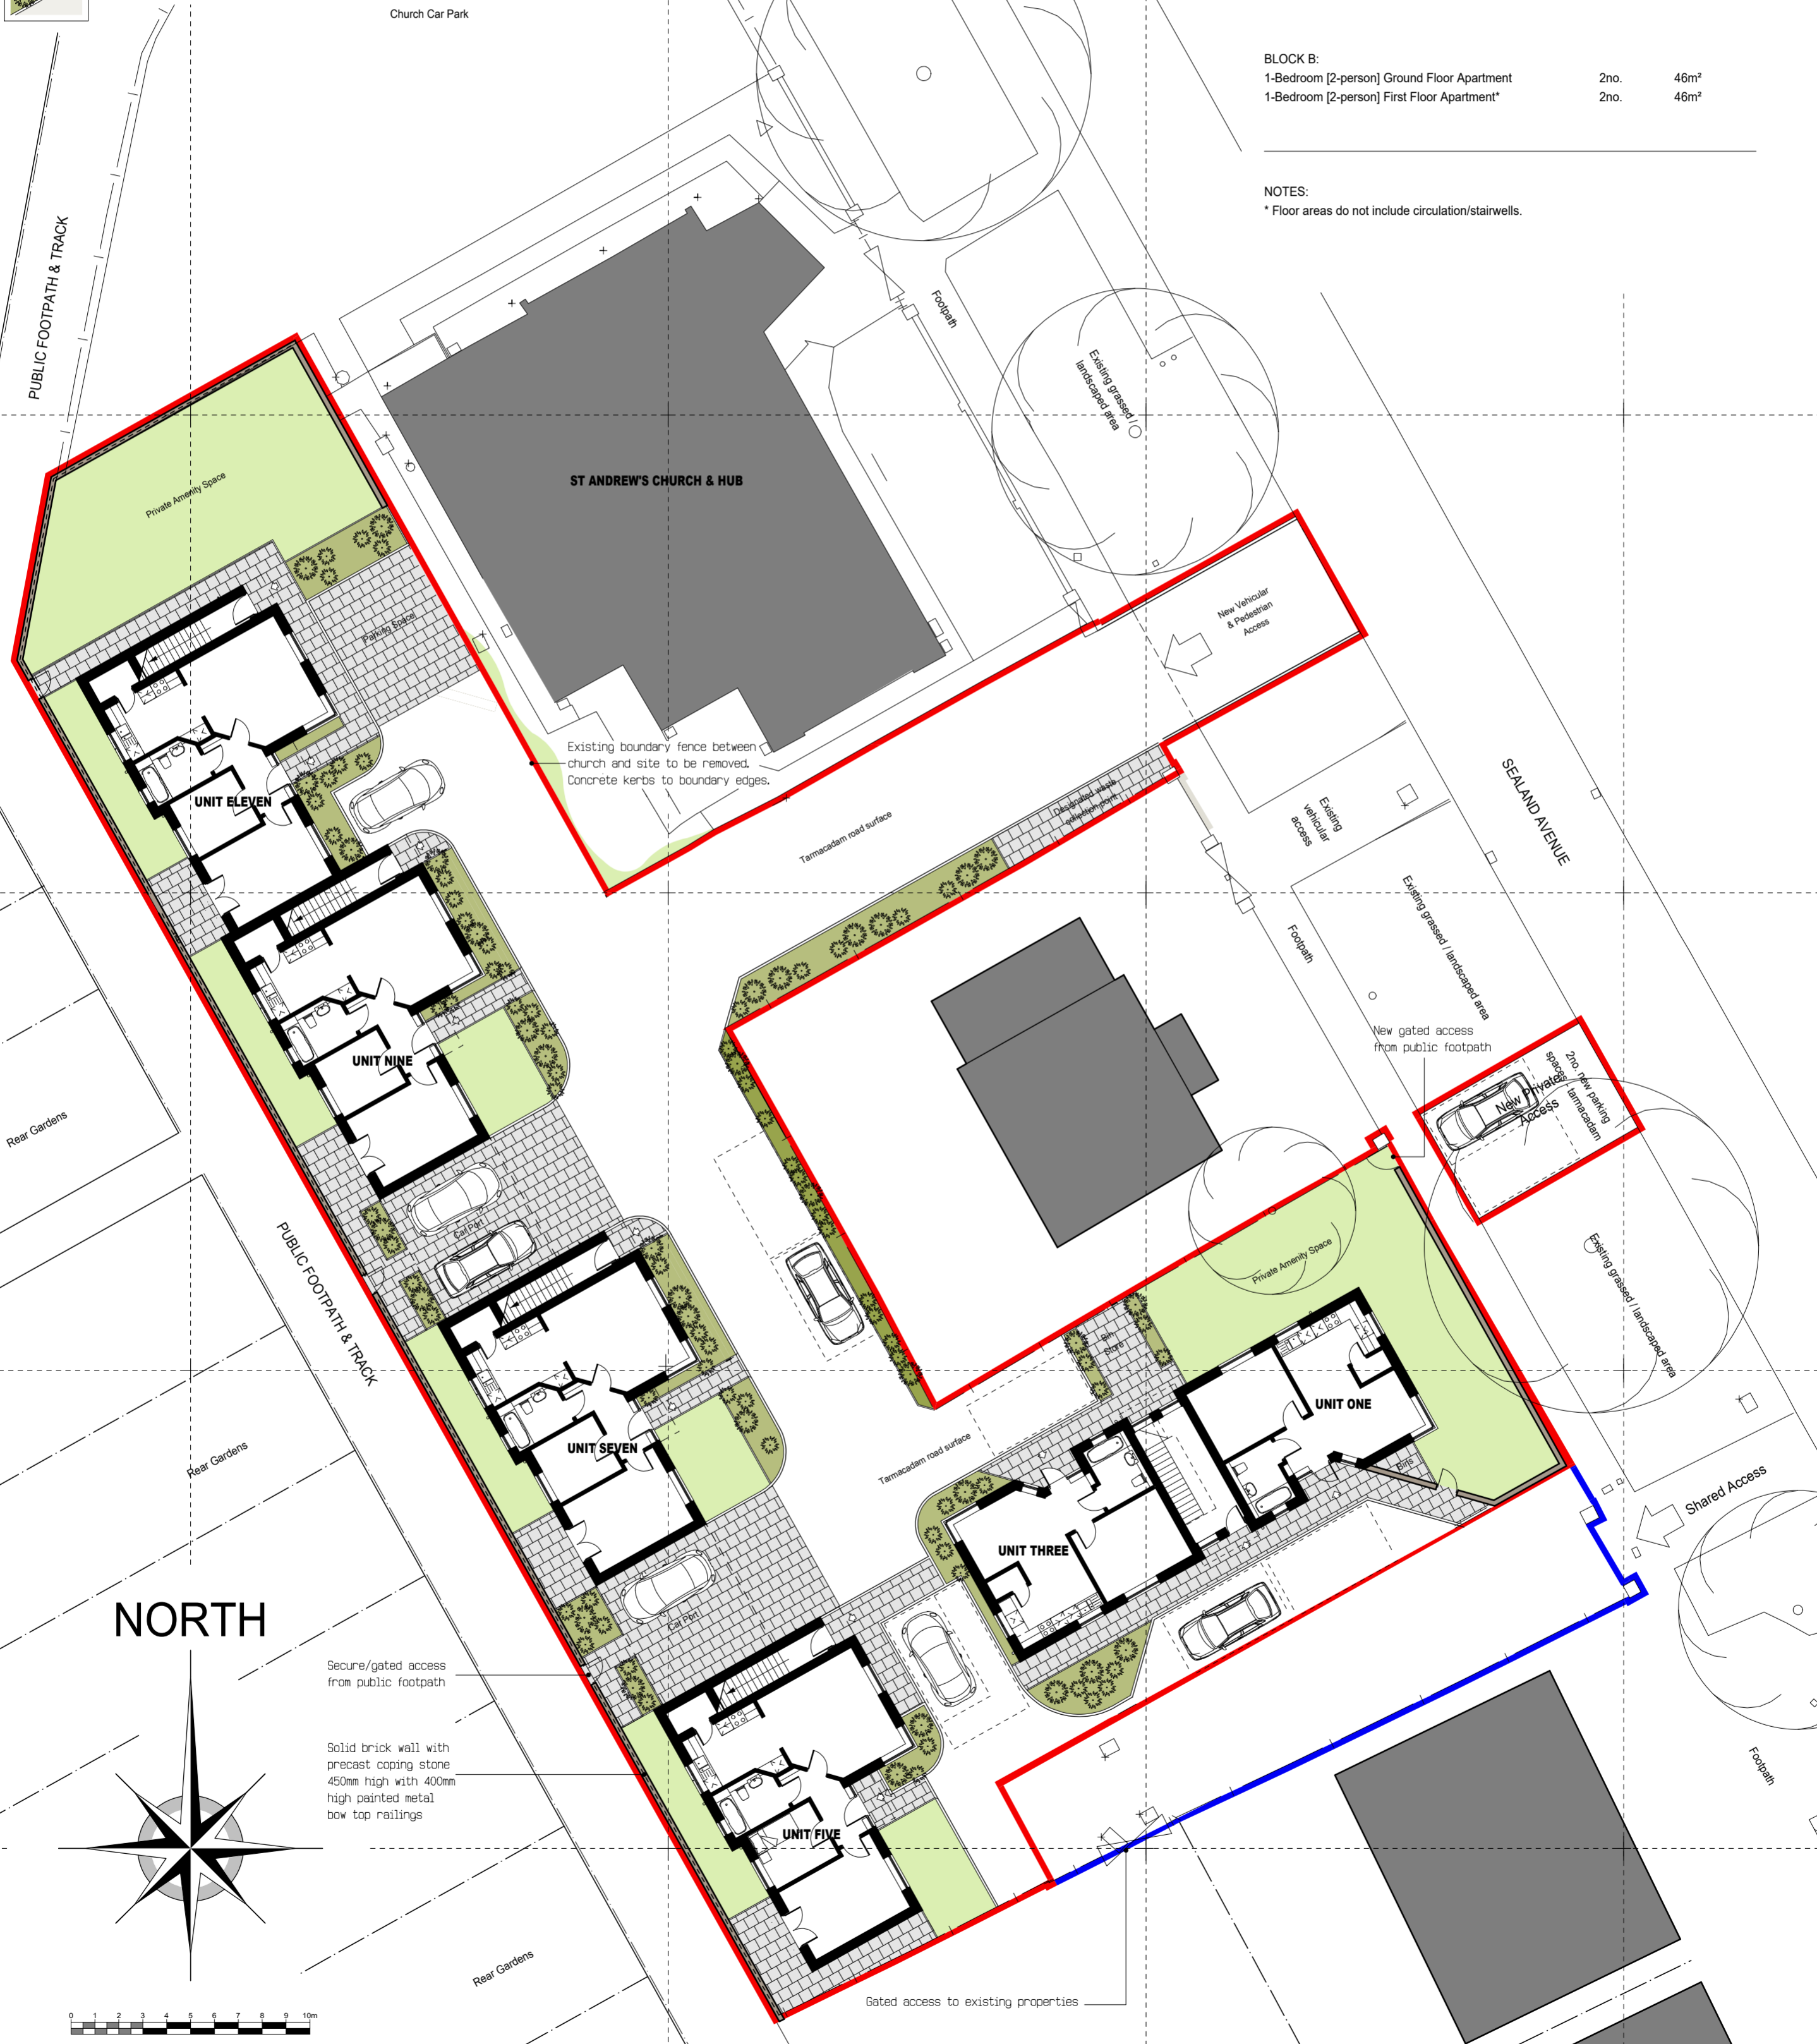 Church Car Park
BLOCK B:
1-Bedroom [2-person] Ground Floor Apartment 2no. 46m²
1-Bedroom [2-person] First Floor Apartment* 2no. 46m²
NOTES:
* Floor areas do not include circulation/stairwells.
PUBLIC FOOTPATH & TRACK
Footpath
Existing grassed /
landscaped area
ST ANDREW'S CHURCH & HUB
Private Amenity Space
New Vehicular
& Pedestrian
Access
Parking Space
Existing boundary fence between
church and site to be removed.
Concrete kerbs to boundary edges.
UNIT ELEVEN
Designated waste
collection point
Tarmacadam road surface
Existing
vehicular
access
SEALAND AVENUE
Existing grassed / landscaped area
Footpath
New gated access
from public footpath
UNIT NINE
2no. new parking
spaces - tarmacadam
New Private
Access
Rear Gardens
Car Port
PUBLIC FOOTPATH & TRACK
Private Amenity Space
Existing grassed / landscaped area
Bin
Store
UNIT ONE
UNIT SEVEN
Rear Gardens
Tarmacadam road surface
Bins
Shared Access
UNIT THREE
Car Port
NORTH
Secure/gated access
from public footpath
Solid brick wall with
precast coping stone
450mm high with 400mm
high painted metal
bow top railings
Footpath
UNIT FIVE
Rear Gardens
Gated access to existing properties
0 1 2 3 4 5 6 7 8 9 10m